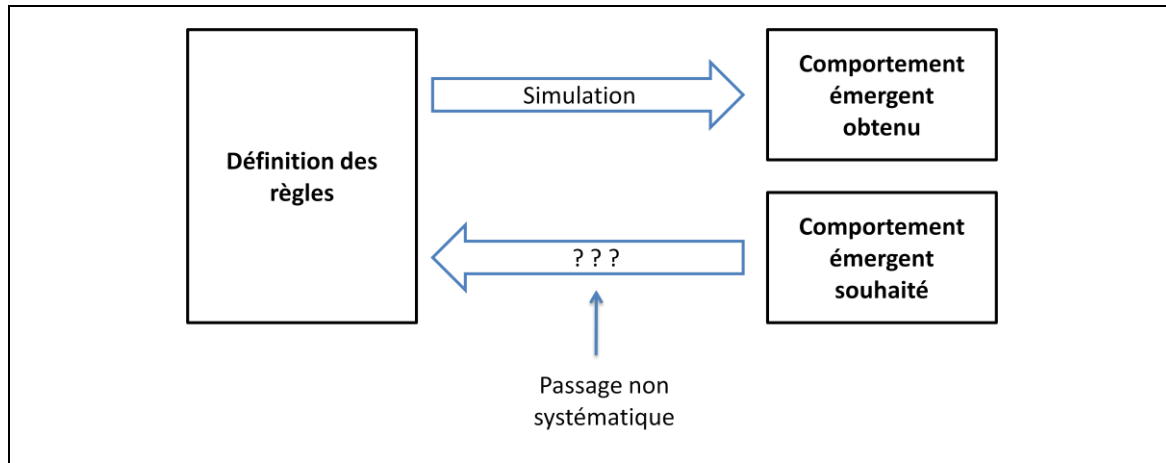 Définition des
règles
Simulation
Comportement
émergent
obtenu
? ? ?
Comportement
émergent
souhaité
Passage non
systématique